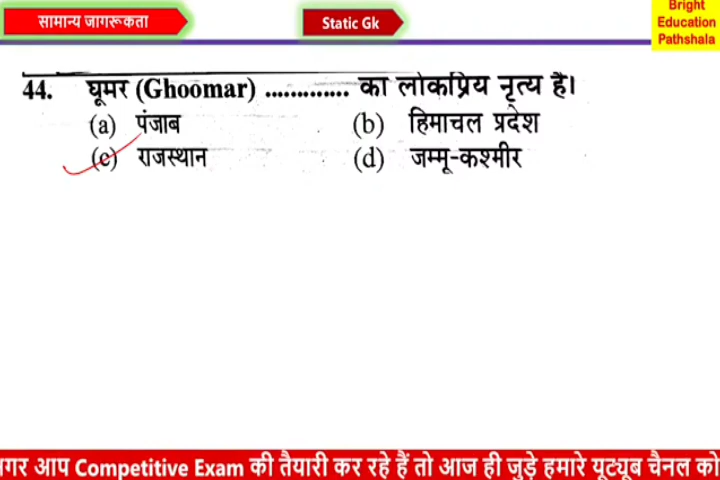 सामान्य जागरूकता
Static Gk
Bright
Education
Pathshala
44. घूमर (Ghoomar) ............. का लोकप्रिय नृत्य है।
(a) पंजाब (b) हिमाचल प्रदेश
(c) राजस्थान (d) जम्मू-कश्मीर
आप Competitive Exam की तैयारी कर रहे हैं तो आज ही जुड़े हमारे यूट्यूब चैनल को